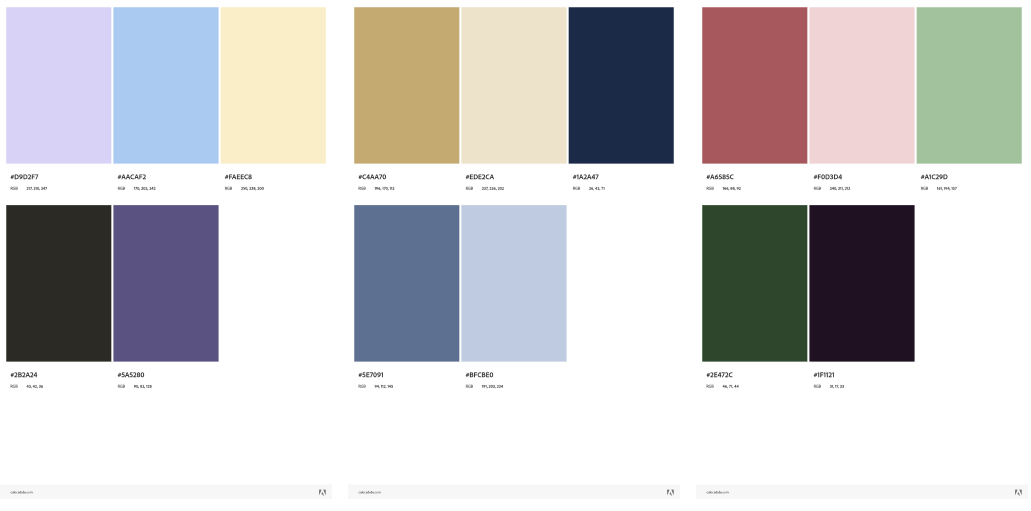 #D9D2F7 #AACAF2 #FAEEC8
RGB 217, 210, 247 RGB 170, 202, 242 RGB 250, 238, 200
#2B2A24 #5A5280
RGB 43, 42, 36 RGB 90, 82, 128
color.adobe.com
#C4AA70 #EDE2CA #1A2A47
RGB 196, 170, 112 RGB 237, 226, 202 RGB 26, 42, 71
#5E7091 #BFCBE0
RGB 94, 112, 145 RGB 191, 203, 224
color.adobe.com
#A6585C #F0D3D4 #A1C29D
RGB 166, 88, 92 RGB 240, 211, 212 RGB 161, 194, 157
#2E472C #1F1121
RGB 46, 71, 44 RGB 31, 17, 33
color.adobe.com